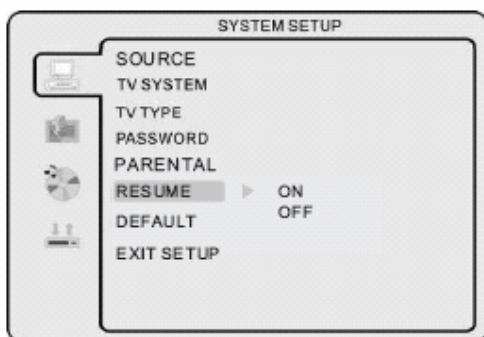 SYSTEM SETUP
SOURCE
TV SYSTEM
TV TYPE
PASSWORD
PARENTAL
RESUME ON
OFF
DEFAULT
EXIT SETUP